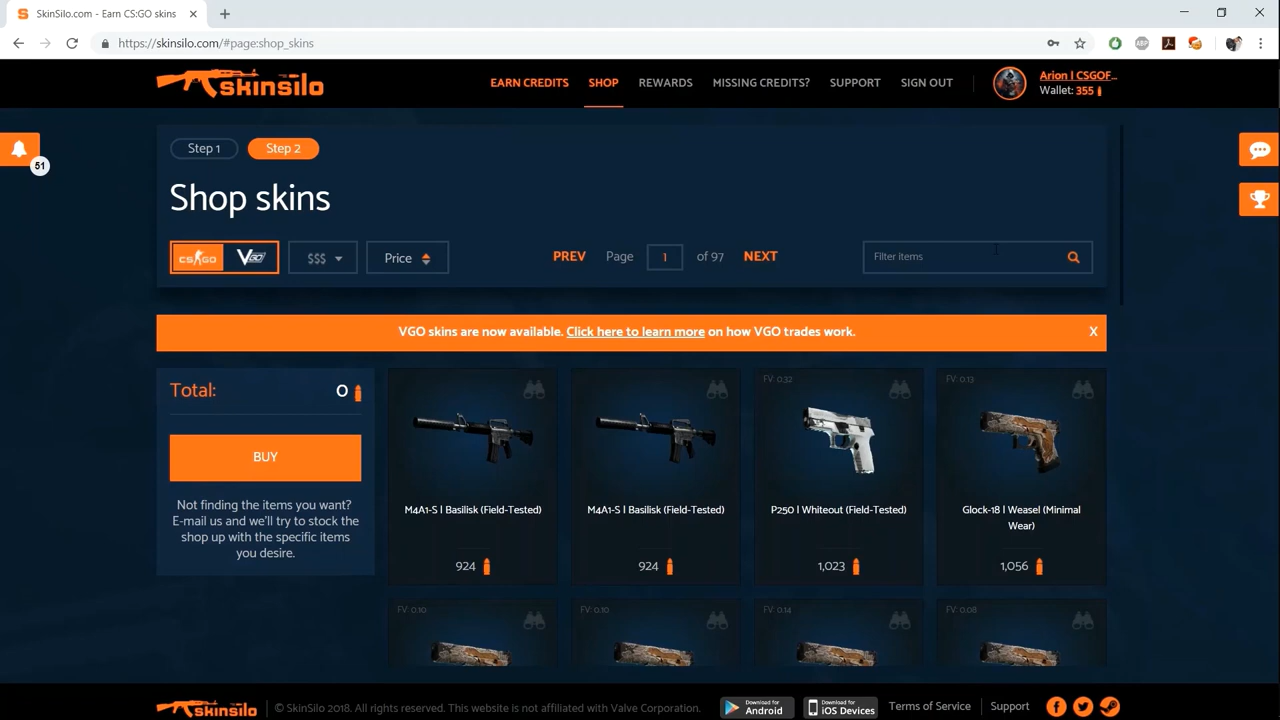 SkinSilo.com - Earn CS:GO skins
https://skinsilo.com/#page:shop_skins
ABP
skinsilo
EARN CREDITS
SHOP
REWARDS
MISSING CREDITS?
SUPPORT
SIGN OUT
Arion | CSGOF...
Wallet: 355
51
Step 1
Step 2
Shop skins
CS GO
VGO
$$$
Price
PREV
Page
1
of 97
NEXT
Filter items
VGO skins are now available. Click here to learn more on how VGO trades work.
X
Total:
0
BUY
Not finding the items you want?
E-mail us and we'll try to stock the
shop up with the specific items
you desire.
M4A1-S | Basilisk (Field-Tested)
924
M4A1-S | Basilisk (Field-Tested)
924
FV: 0.32
P250 | Whiteout (Field-Tested)
1,023
FV: 0.13
Glock-18 | Weasel (Minimal
Wear)
1,056
FV: 0.10
FV: 0.10
FV: 0.14
FV: 0.08
skinsilo
© SkinSilo 2018. All rights reserved. This website is not affiliated with Valve Corporation.
Download for
Android
Download for
iOS Devices
Terms of Service
Support